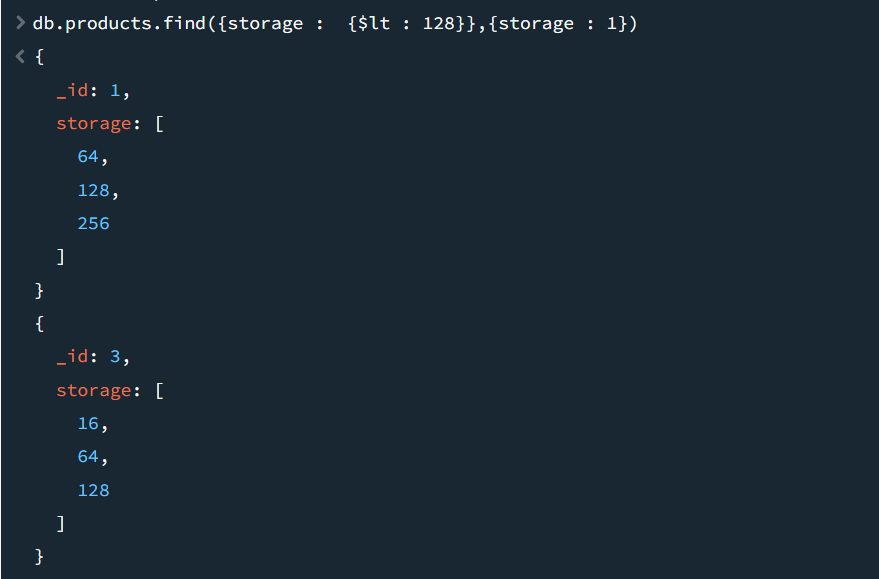 > db.products.find({storage :  {$lt : 128}},{storage : 1})
< {
    _id: 1,
    storage: [
      64,
      128,
      256
    ]
  }
  {
    _id: 3,
    storage: [
      16,
      64,
      128
    ]
  }